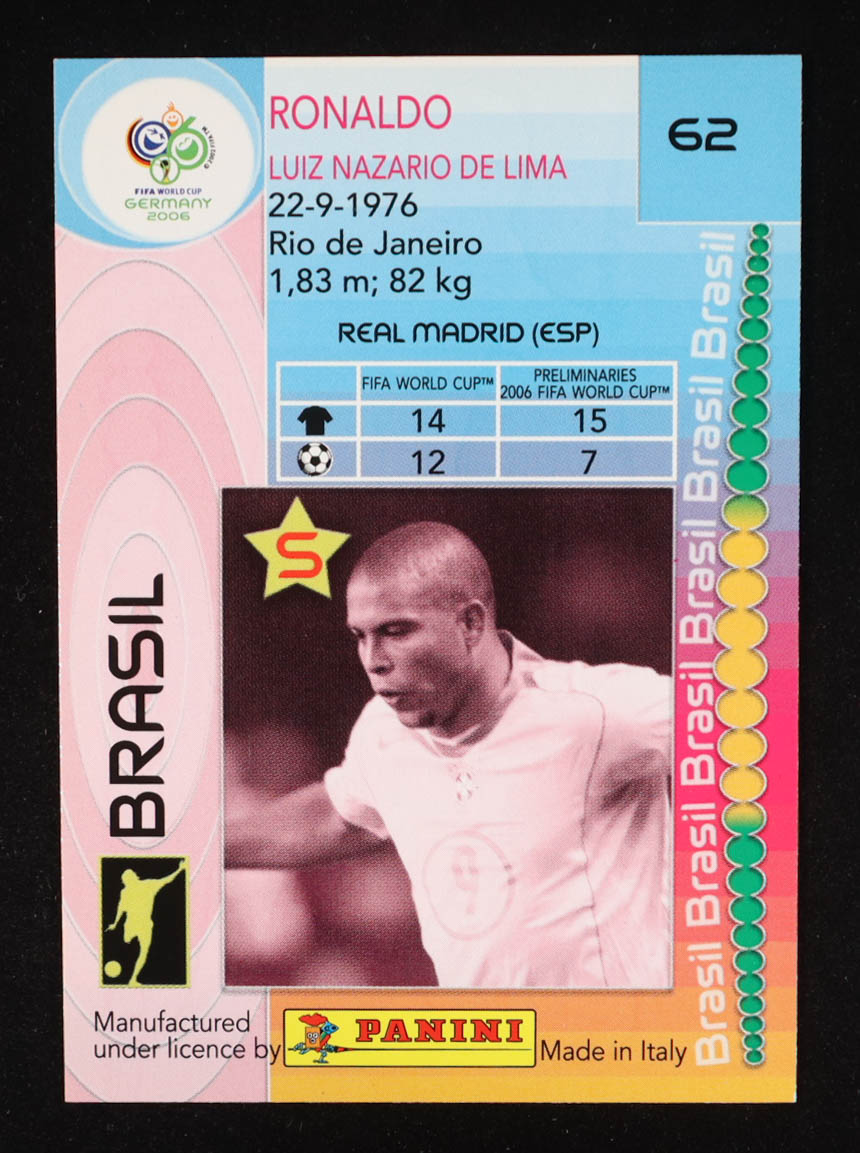 FIFA WORLD CUP
GERMANY
2006
RONALDO
LUIZ NAZARIO DE LIMA
22-9-1976
Rio de Janeiro
1,83 m; 82 kg
62
REAL MADRID (ESP)
FIFA WORLD CUP™
PRELIMINARIES
2006 FIFA WORLD CUP™
14 15
12 7
S
9
BRASIL
Brasil Brasil Brasil Brasil Brasil Brasil
Manufactured
under licence by
PANINI
Made in Italy